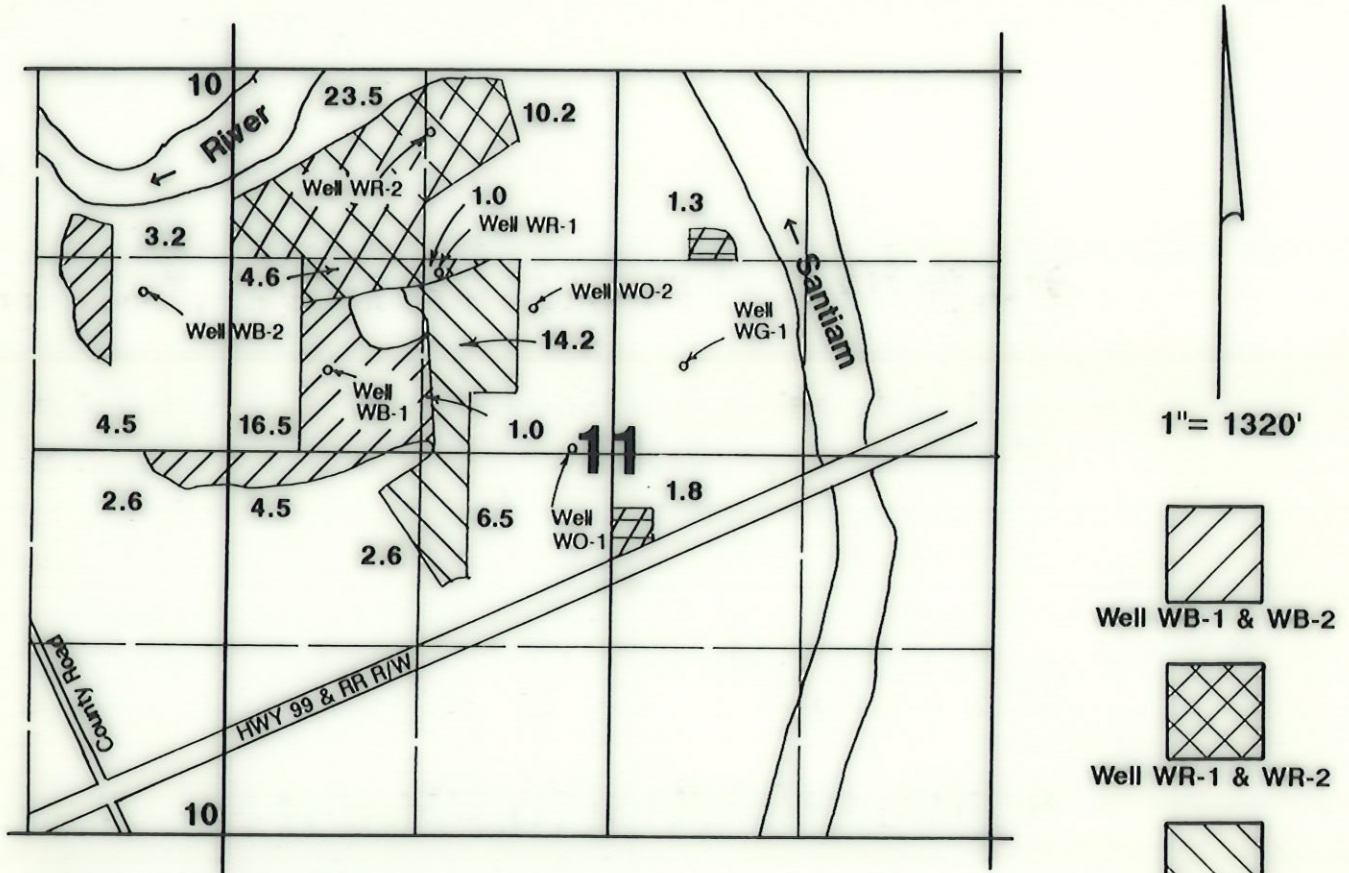 10
23.5
10.2
River
Well WR-2
1.0
Well WR-1
1.3
3.2
4.6
Santiam
Well WO-2
Well
WG-1
Well WB-2
14.2
Well
WB-1
4.5
16.5
1.0
11
1"= 1320'
2.6
4.5
6.5
Well
WO-1
1.8
2.6
Well WB-1 & WB-2
County Road
HWY 99 & RR R/W
Well WR-1 & WR-2
10